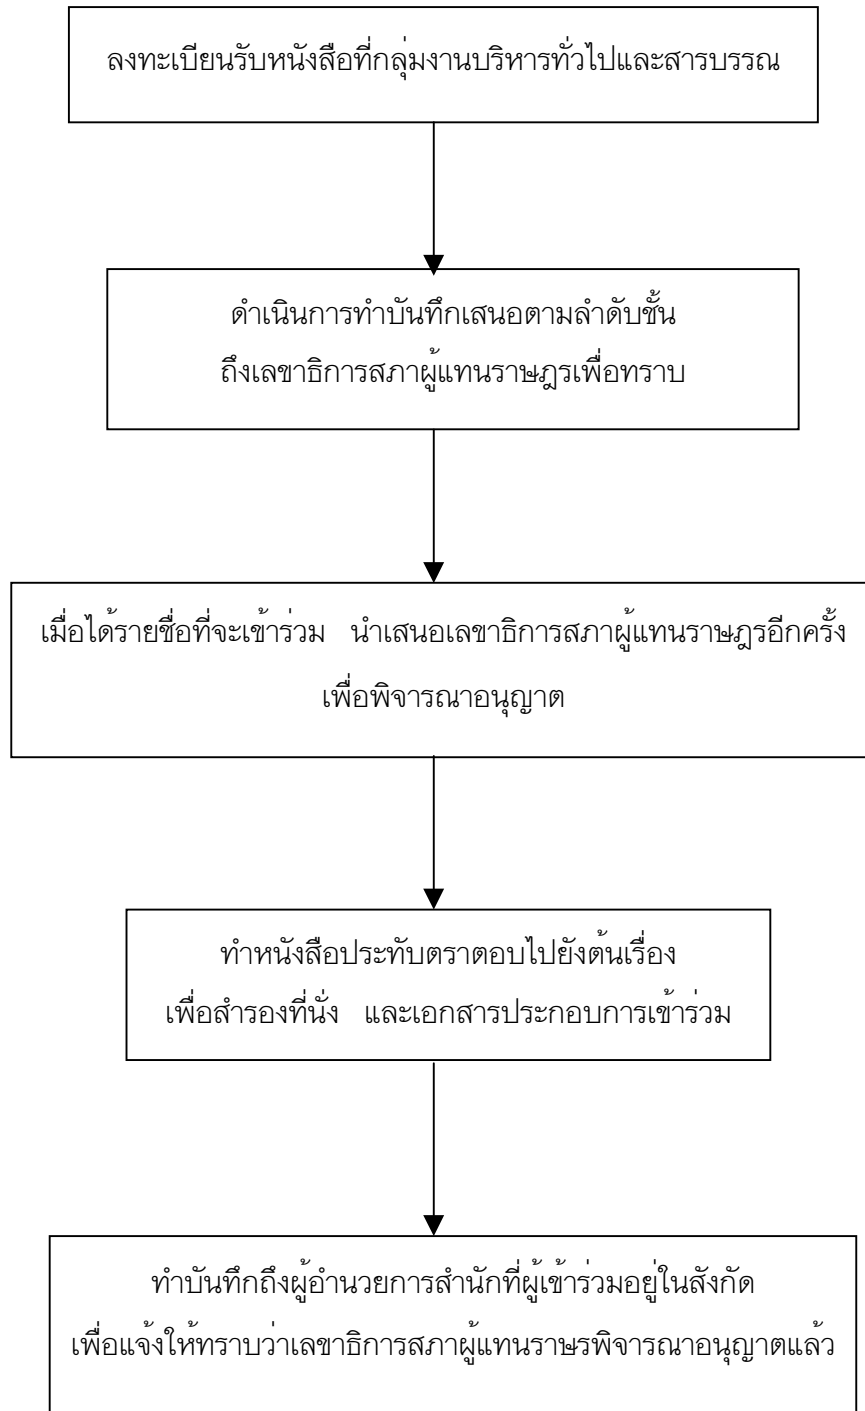 ลงทะเบียนรับหนังสือที่กลุ่มงานบริหารทั่วไปและสารบรรณ
ดำเนินการทำบันทึกเสนอตามลำดับชั้น
ถึงเลขาธิการสภาผู้แทนราษฎรเพื่อทราบ
เมื่อได้รายชื่อที่จะเข้าร่วม นำเสนอเลขาธิการสภาผู้แทนราษฎรอีกครั้ง
เพื่อพิจารณาอนุญาต
ทำหนังสือประทับตราตอบไปยังต้นเรื่อง
เพื่อสำรองที่นั่ง และเอกสารประกอบการเข้าร่วม
ทำบันทึกถึงผู้อำนวยการสำนักที่ผู้เข้าร่วมอยู่ในสังกัด
เพื่อแจ้งให้ทราบว่าเลขาธิการสภาผู้แทนราษรพิจารณาอนุญาตแล้ว